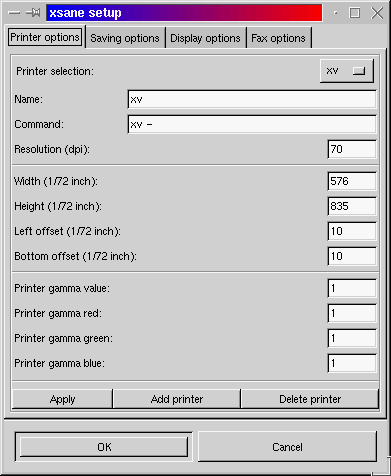 xsane setup
Printer options Saving options Display options Fax options
Printer selection: xv
Name: xv
Command: xv -
Resolution (dpi): 70
Width (1/72 inch): 576
Height (1/72 inch): 835
Left offset (1/72 inch): 10
Bottom offset (1/72 inch): 10
Printer gamma value: 1
Printer gamma red: 1
Printer gamma green: 1
Printer gamma blue: 1
Apply Add printer Delete printer
OK Cancel